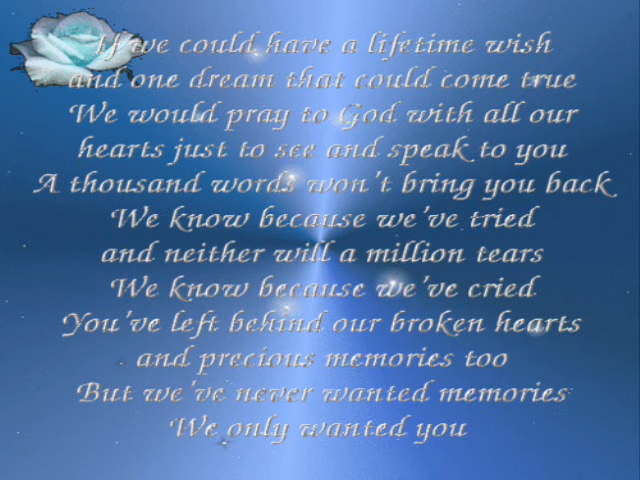 If we could have a lifetime wish
and one dream that could come true
We would pray to God with all our
hearts just to see and speak to you
A thousand words won't bring you back
We know because we've tried
and neither will a million tears
We know because we've cried
You've left behind our broken hearts
and precious memories too
But we've never wanted memories
We only wanted you